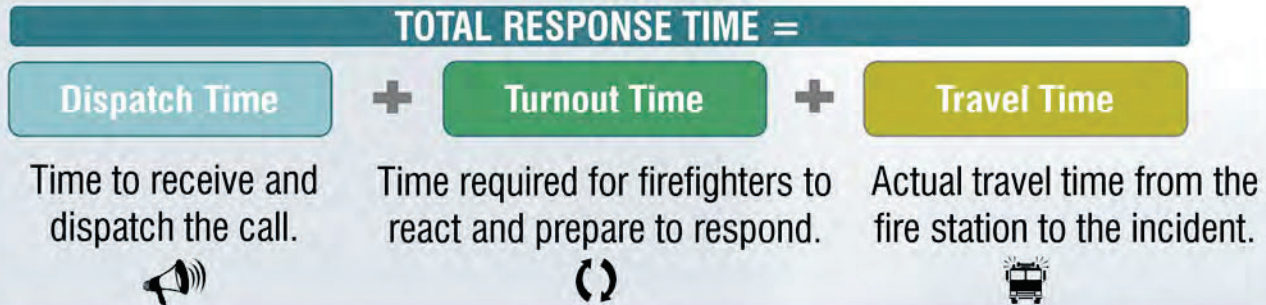 TOTAL RESPONSE TIME =
Dispatch Time + Turnout Time + Travel Time
Time to receive and
dispatch the call.
Time required for firefighters to
react and prepare to respond.
Actual travel time from the
fire station to the incident.